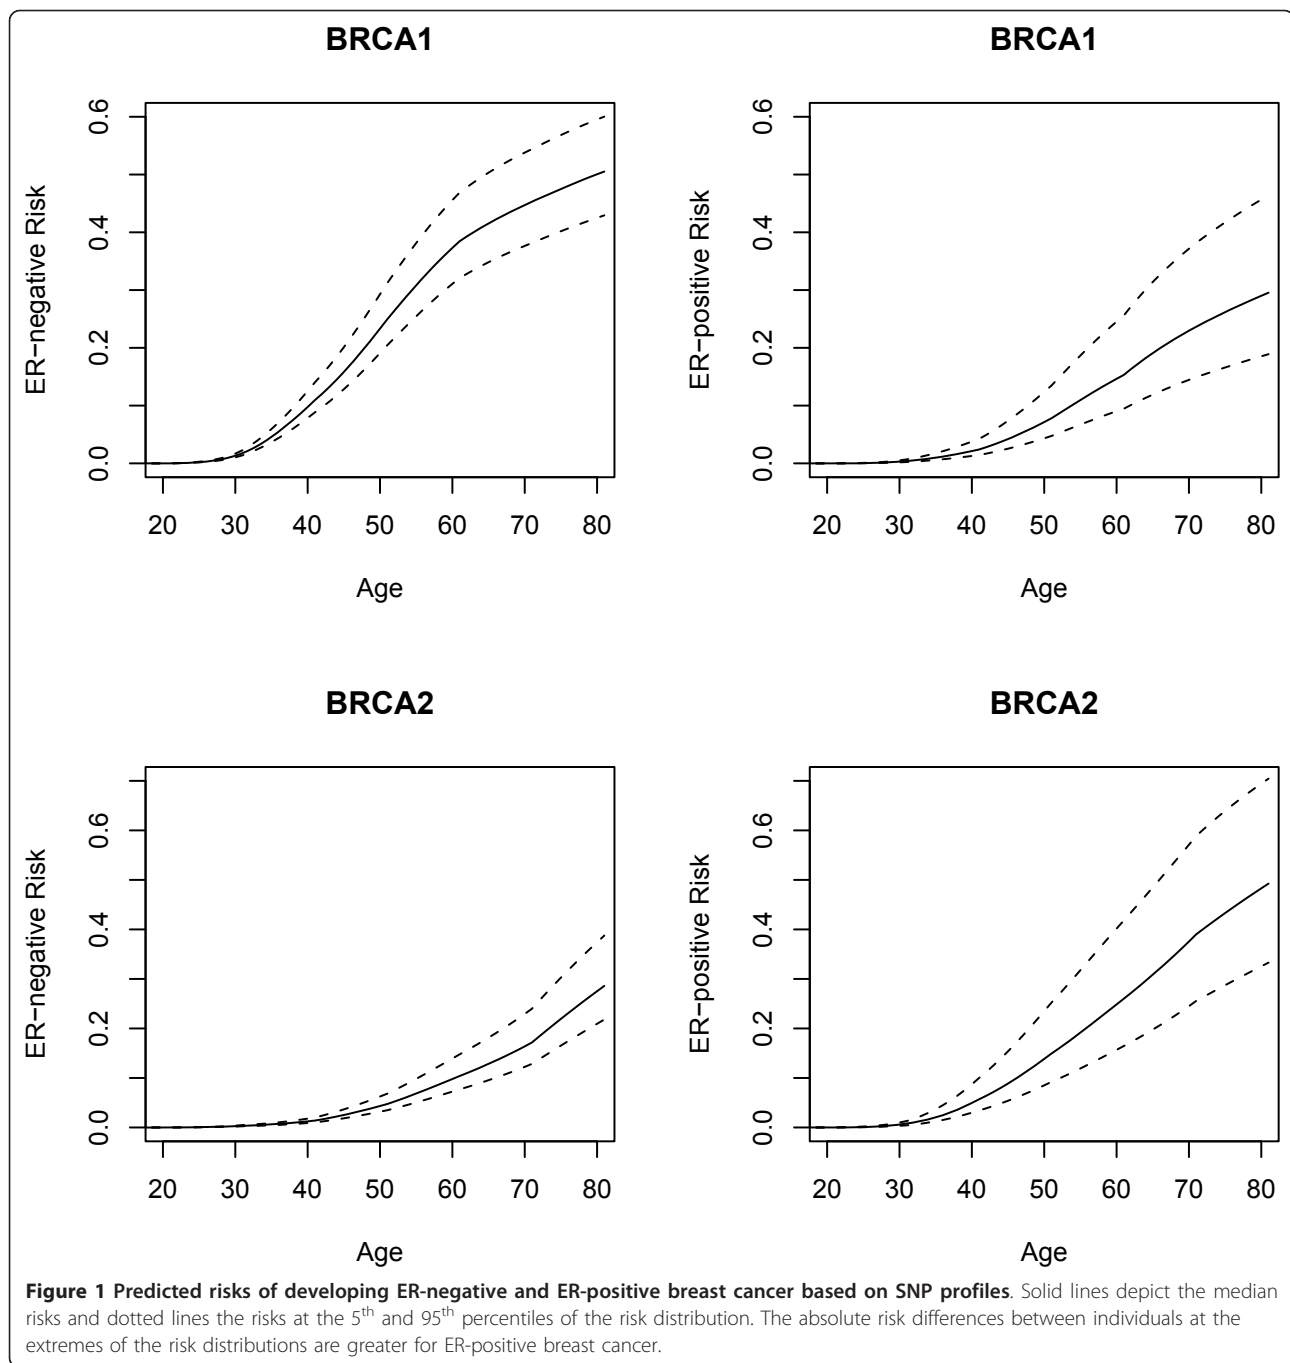 BRCA1
BRCA1
ER−negative Risk
0.0 0.2 0.4 0.6
20 30 40 50 60 70 80
Age
ER−positive Risk
0.0 0.2 0.4 0.6
20 30 40 50 60 70 80
Age
BRCA2
BRCA2
ER−negative Risk
0.0 0.2 0.4 0.6
20 30 40 50 60 70 80
Age
ER−positive Risk
0.0 0.2 0.4 0.6
20 30 40 50 60 70 80
Age
Figure 1 Predicted risks of developing ER-negative and ER-positive breast cancer based on SNP profiles. Solid lines depict the median
risks and dotted lines the risks at the 5th and 95th percentiles of the risk distribution. The absolute risk differences between individuals at the
extremes of the risk distributions are greater for ER-positive breast cancer.